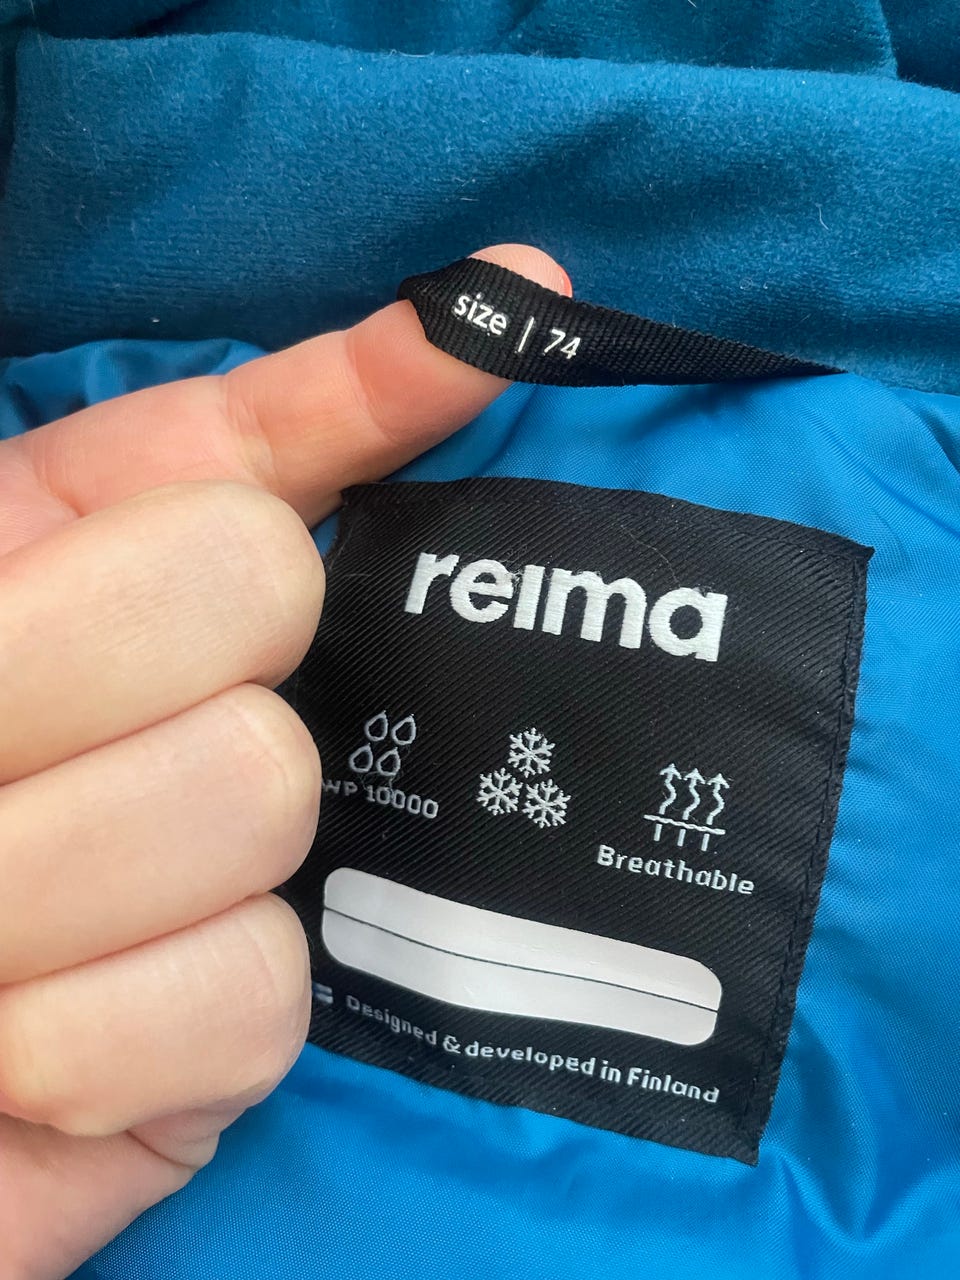 size | 74
reima
WP 10000
Breathable
Designed & developed in Finland